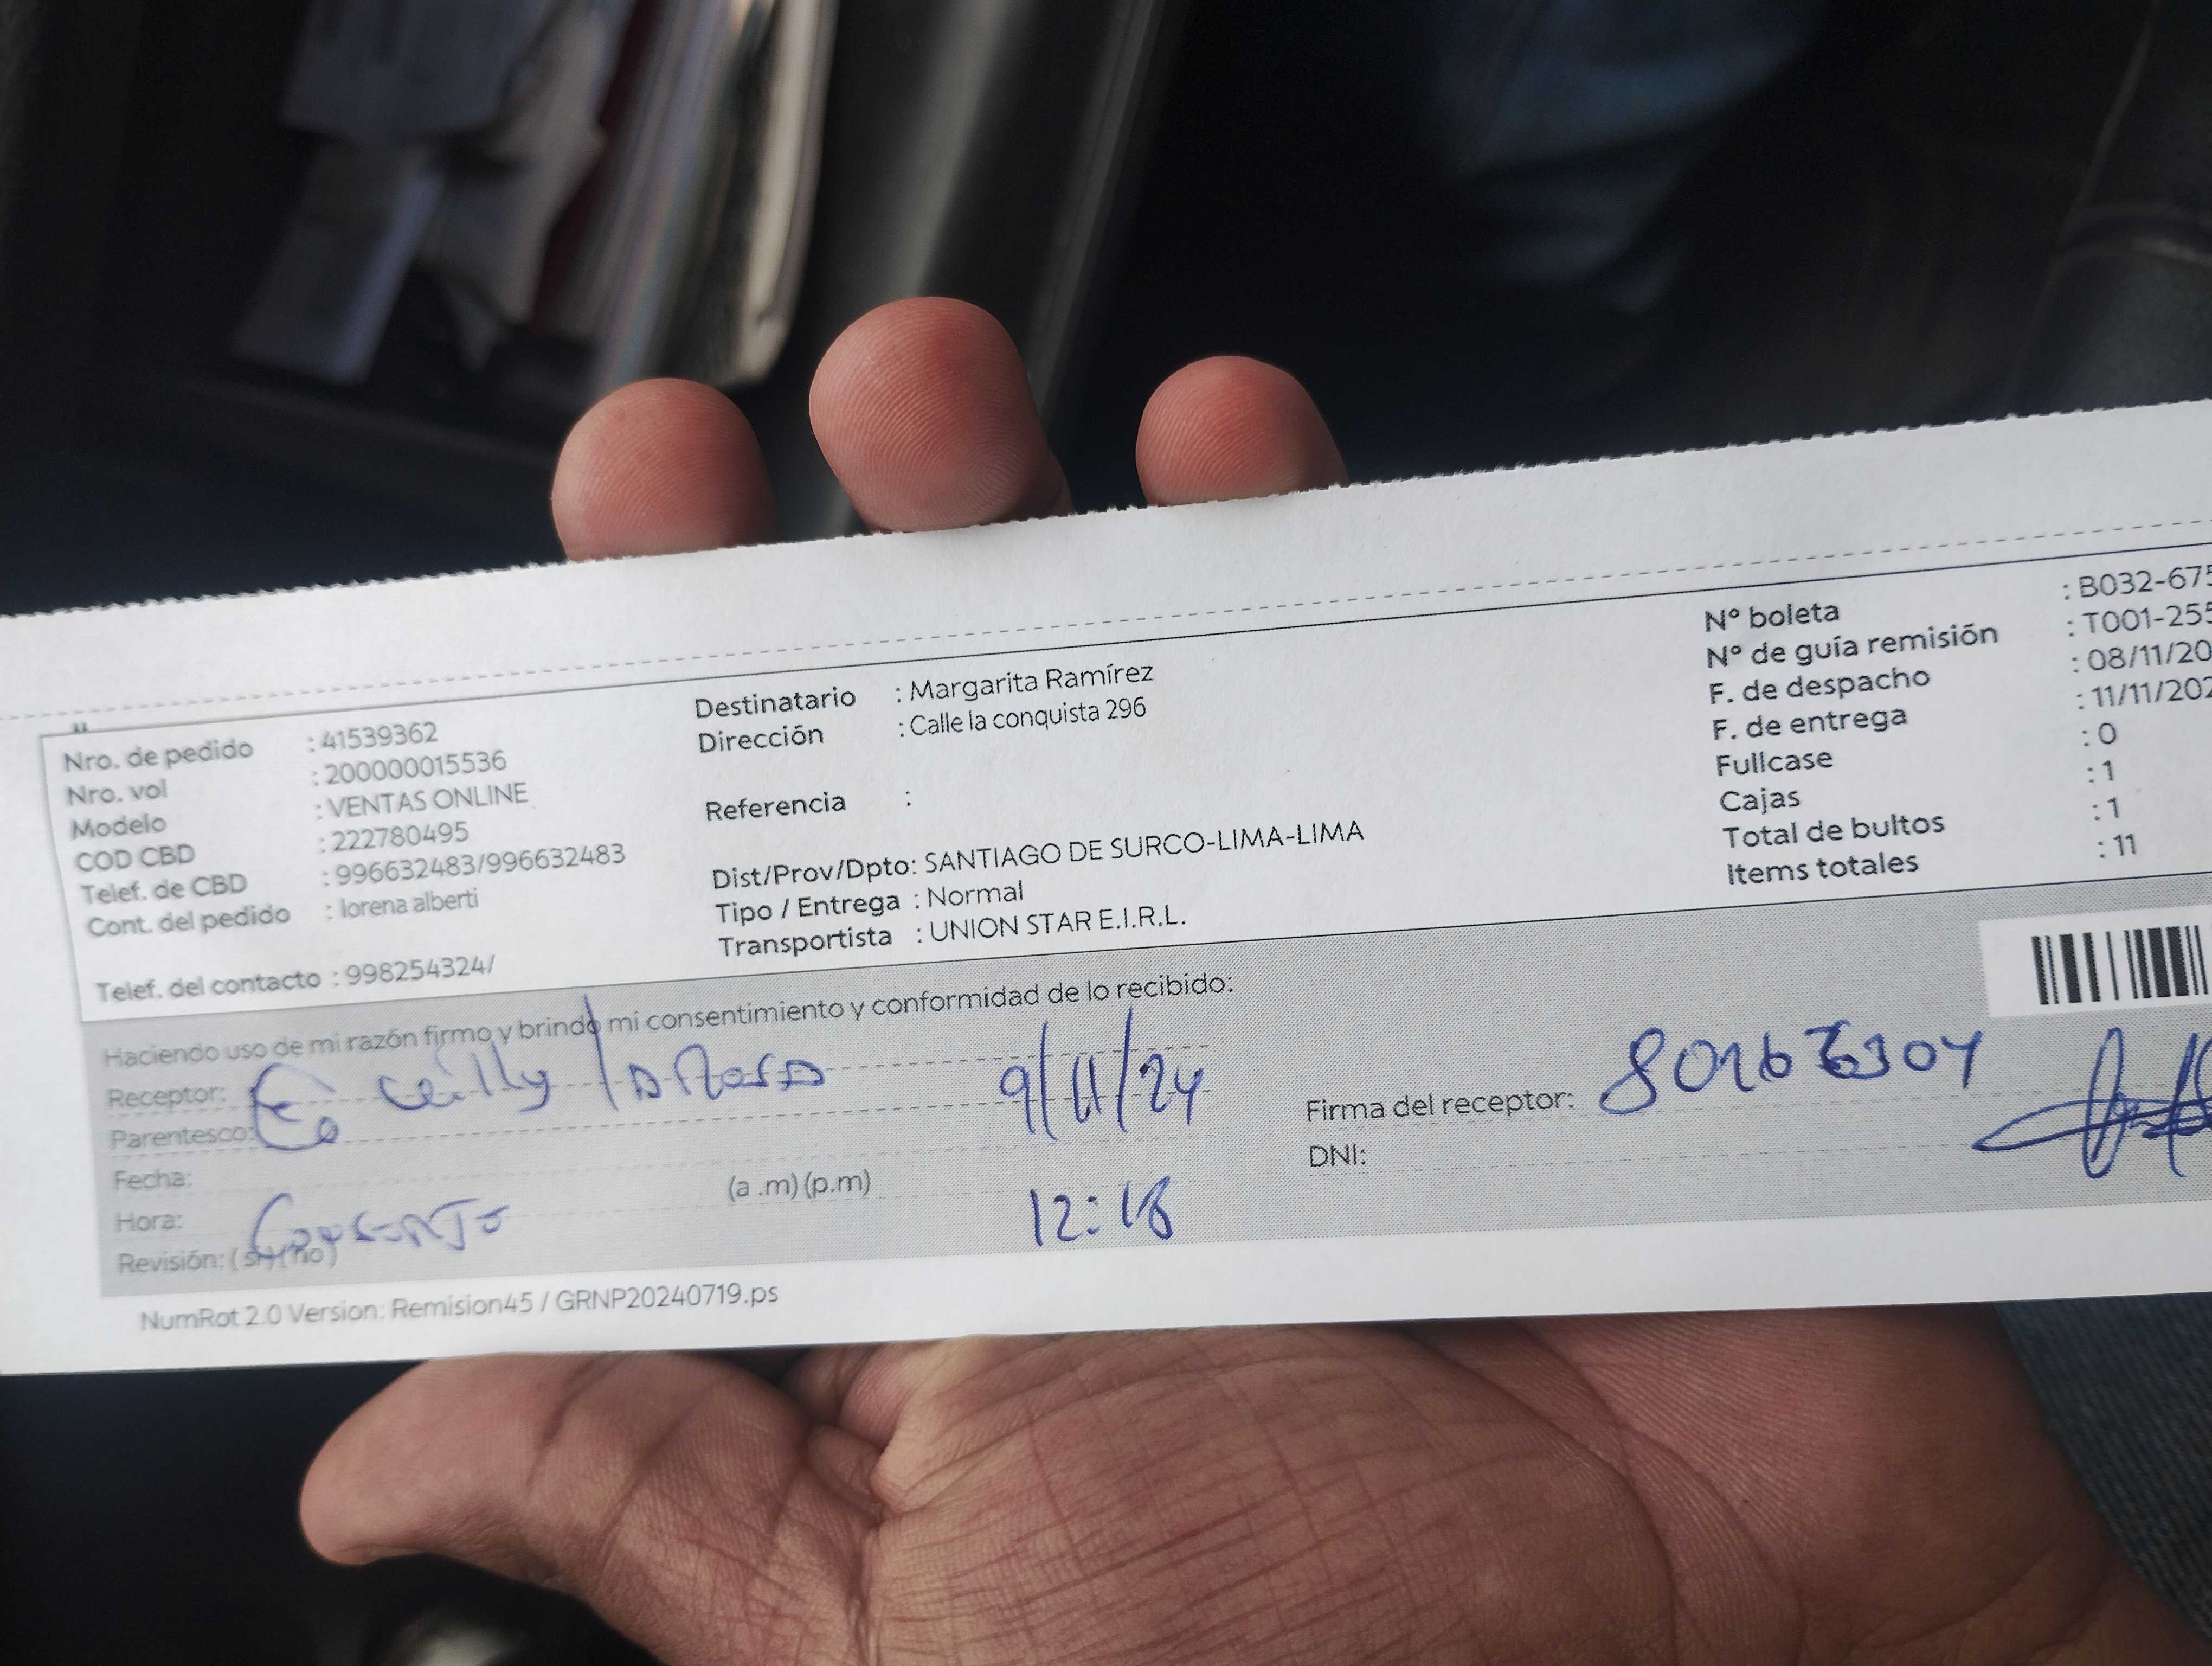 Nro. de pedido : 41539362
Nro. vol : 200000015536
Modelo : VENTAS ONLINE
COD CBD : 222780495
Telef. de CBD : 996632483/996632483
Cont. del pedido : lorena alberti
Telef. del contacto : 998254324/
Destinatario : Margarita Ramírez
Dirección : Calle la conquista 296
Referencia :
Dist/Prov/Dpto: SANTIAGO DE SURCO-LIMA-LIMA
Tipo / Entrega : Normal
Transportista : UNION STAR E.I.R.L.
N° boleta : B032-675
N° de guía remisión : T001-255
F. de despacho : 08/11/20
F. de entrega : 11/11/202
Fullcase : 0
Cajas : 1
Total de bultos : 1
Items totales : 11
Haciendo uso de mi razón firmo y brindo mi consentimiento y conformidad de lo recibido:
Receptor:
Parentesco:
Fecha: 9/11/24
Hora: (a .m) (p.m) 12:18
Revisión: (si) (no)
Firma del receptor:
DNI:
NumRot 2.0 Version: Remision45 / GRNP20240719.ps